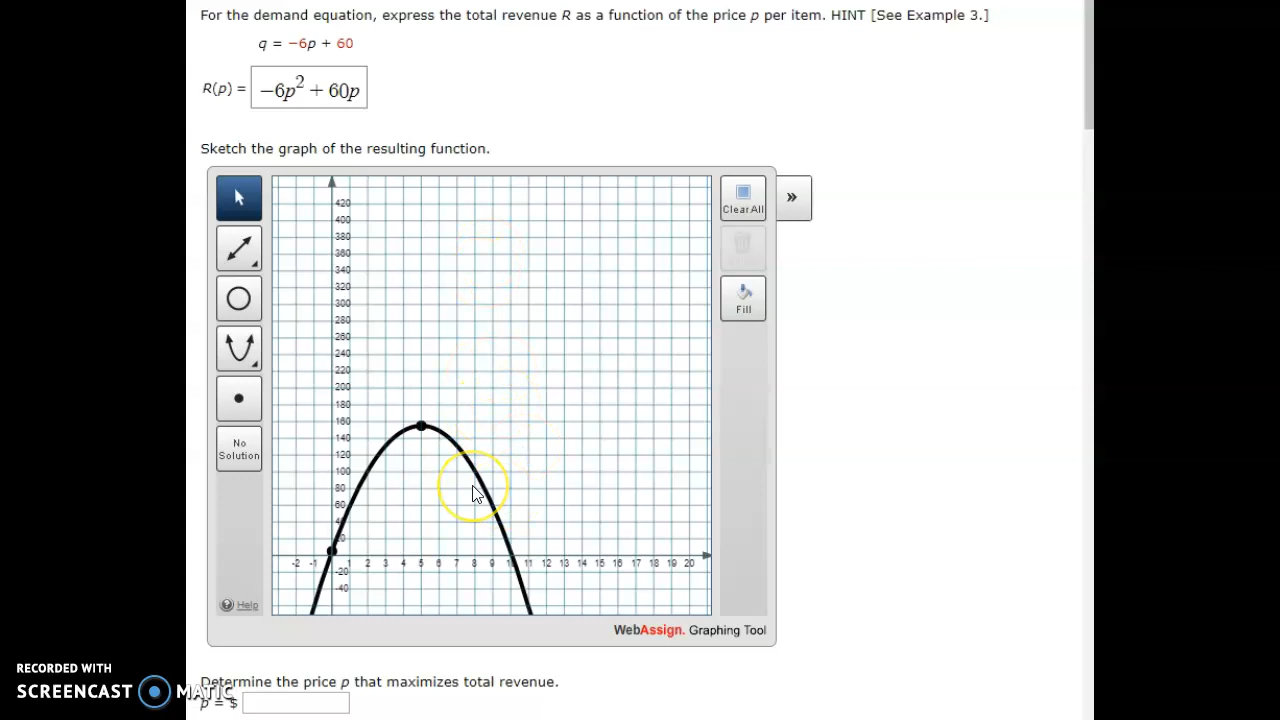 For the demand equation, express the total revenue R as a function of the price p per item. HINT [See Example 3.]
q = −6p + 60
R(p) = −6p² + 60p
Sketch the graph of the resulting function.
Clear All
»
Fill
No
Solution
420
400
380
360
340
320
300
280
260
240
220
200
180
160
140
120
100
80
60
-2 -1 2 3 4 5 6 7 8 9 11 12 13 14 15 16 17 18 19 20
-20
-40
Help
WebAssign. Graphing Tool
RECORDED WITH
SCREENCAST MATIC
Determine the price p that maximizes total revenue.
p = $